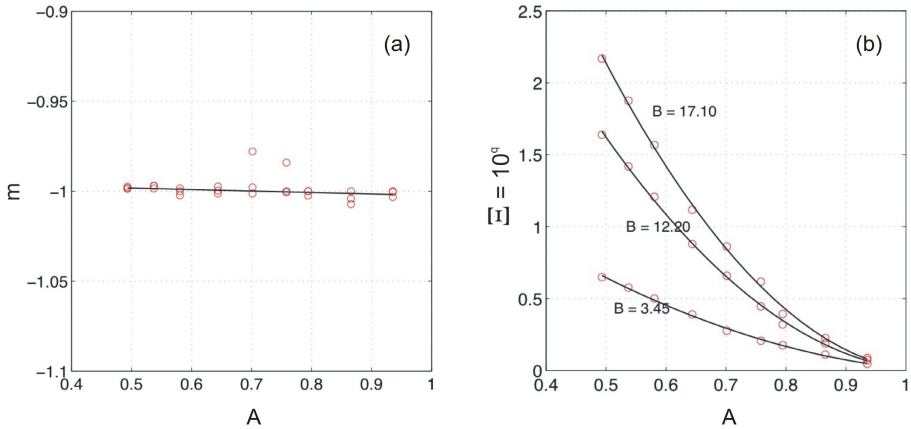 −0.9
−0.95
−1
−1.05
−1.1
m
(a)
0.4 0.5 0.6 0.7 0.8 0.9 1
A
2.5
2
1.5
1
0.5
0
Ξ = 10^q
(b)
B = 17.10
B = 12.20
B = 3.45
0.4 0.5 0.6 0.7 0.8 0.9 1
A